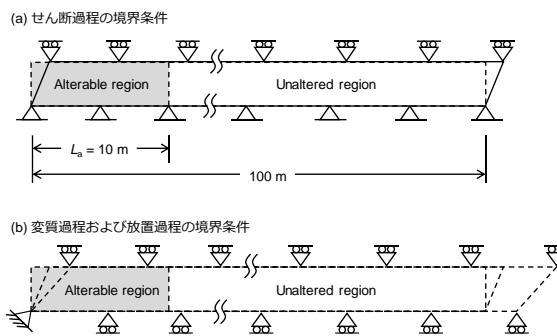 (a) せん断過程の境界条件
Alterable region
Unaltered region
La = 10 m
100 m
(b) 変質過程および放置過程の境界条件
Alterable region
Unaltered region